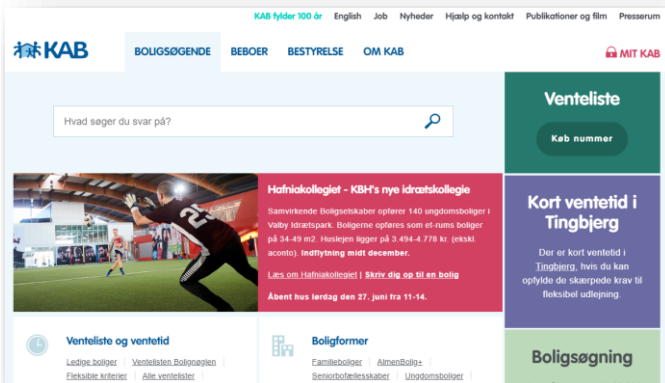 KAB fylder 100 år English Job Nyheder Hjælp og kontakt Publikationer og film Presserum
KAB BOLIGSØGENDE BEBOER BESTYRELSE OM KAB MIT KAB
Hvad søger du svar på?
Venteliste
Køb nummer
Hafniakollegiet - KBH's nye idrætskollegie
Samvirkende Boligselskaber opfører 140 ungdomsboliger i
Valby Idrætspark. Boligerne opføres som et-rums boliger
på 34-49 m2. Huslejen ligger på 3.494-4.778 kr. (ekskl.
aconto). Indflytning midt december.
Læs om Hafniakollegiet | Skriv dig op til en bolig
Åbent hus lørdag den 27. juni fra 11-14.
Kort ventetid i
Tingbjerg
Der er kort ventetid i
Tingbjerg, hvis du kan
opfylde de skærpede krav til
fleksibel udlejning.
Venteliste og ventetid
Ledige boliger Ventelisten Bolignøglen
Fleksible kriterier Alle ventelister
Boligformer
Familieboliger AlmenBolig+
Seniorbofællesskaber Ungdomsboliger
Boligsøgning